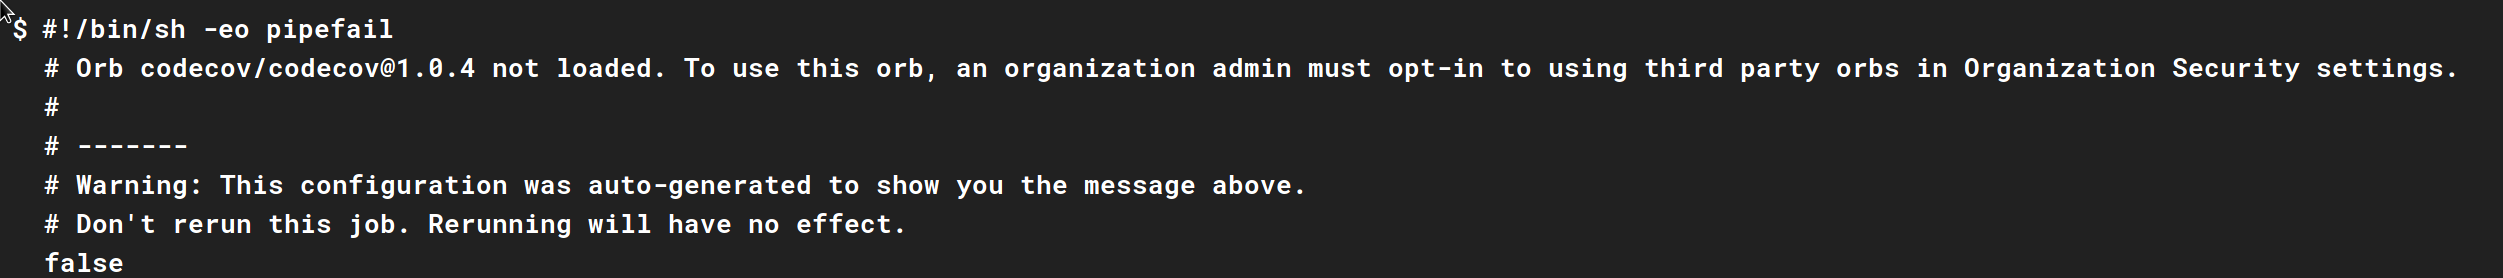 $ #!/bin/sh -eo pipefail
# Orb codecov/codecov@1.0.4 not loaded. To use this orb, an organization admin must opt-in to using third party orbs in Organization Security settings.
#
# -------
# Warning: This configuration was auto-generated to show you the message above.
# Don't rerun this job. Rerunning will have no effect.
false